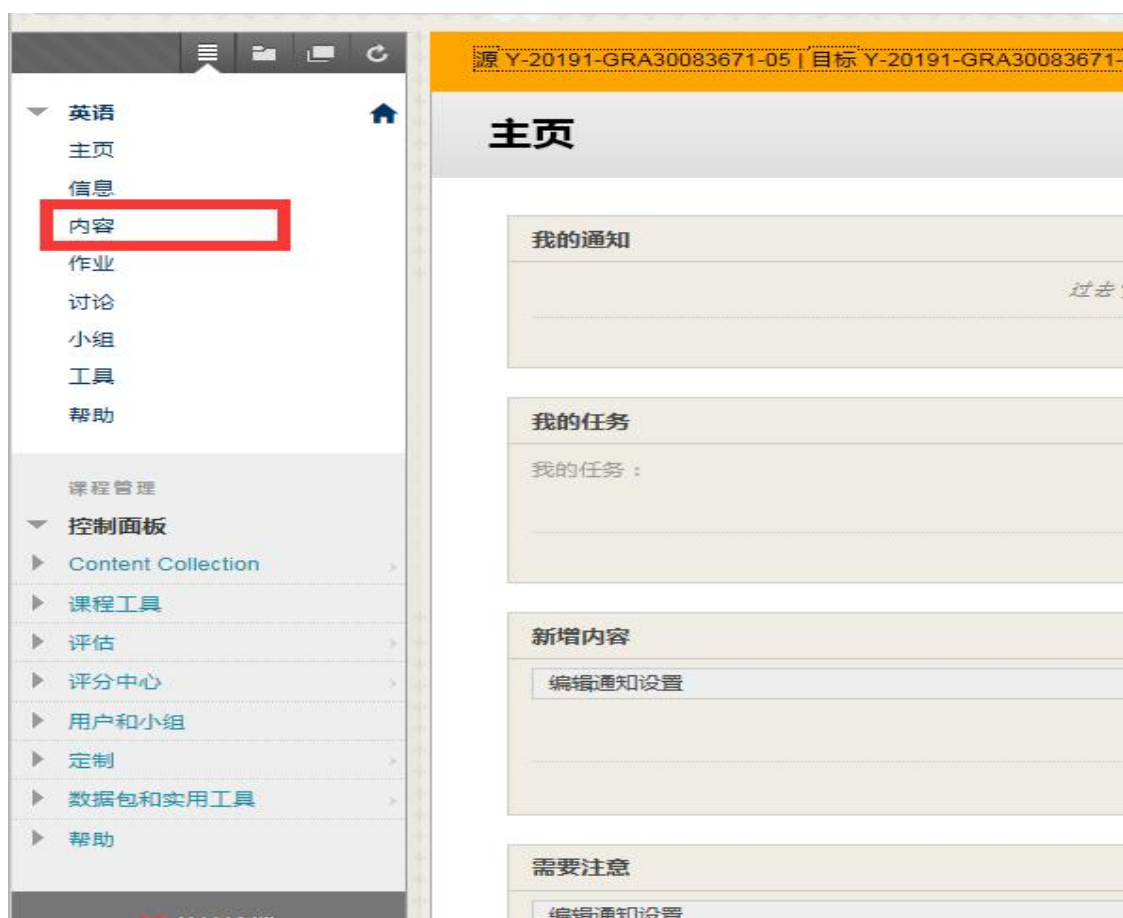 英语
主页
信息
内容
作业
讨论
小组
工具
帮助
课程管理
控制面板
Content Collection
课程工具
评估
评分中心
用户和小组
定制
数据包和实用工具
帮助
源 Y-20191-GRA30083671-05 | 目标 Y-20191-GRA30083671-
主页
我的通知
过去
我的任务
我的任务：
新增内容
编辑通知设置
需要注意
编辑通知设置